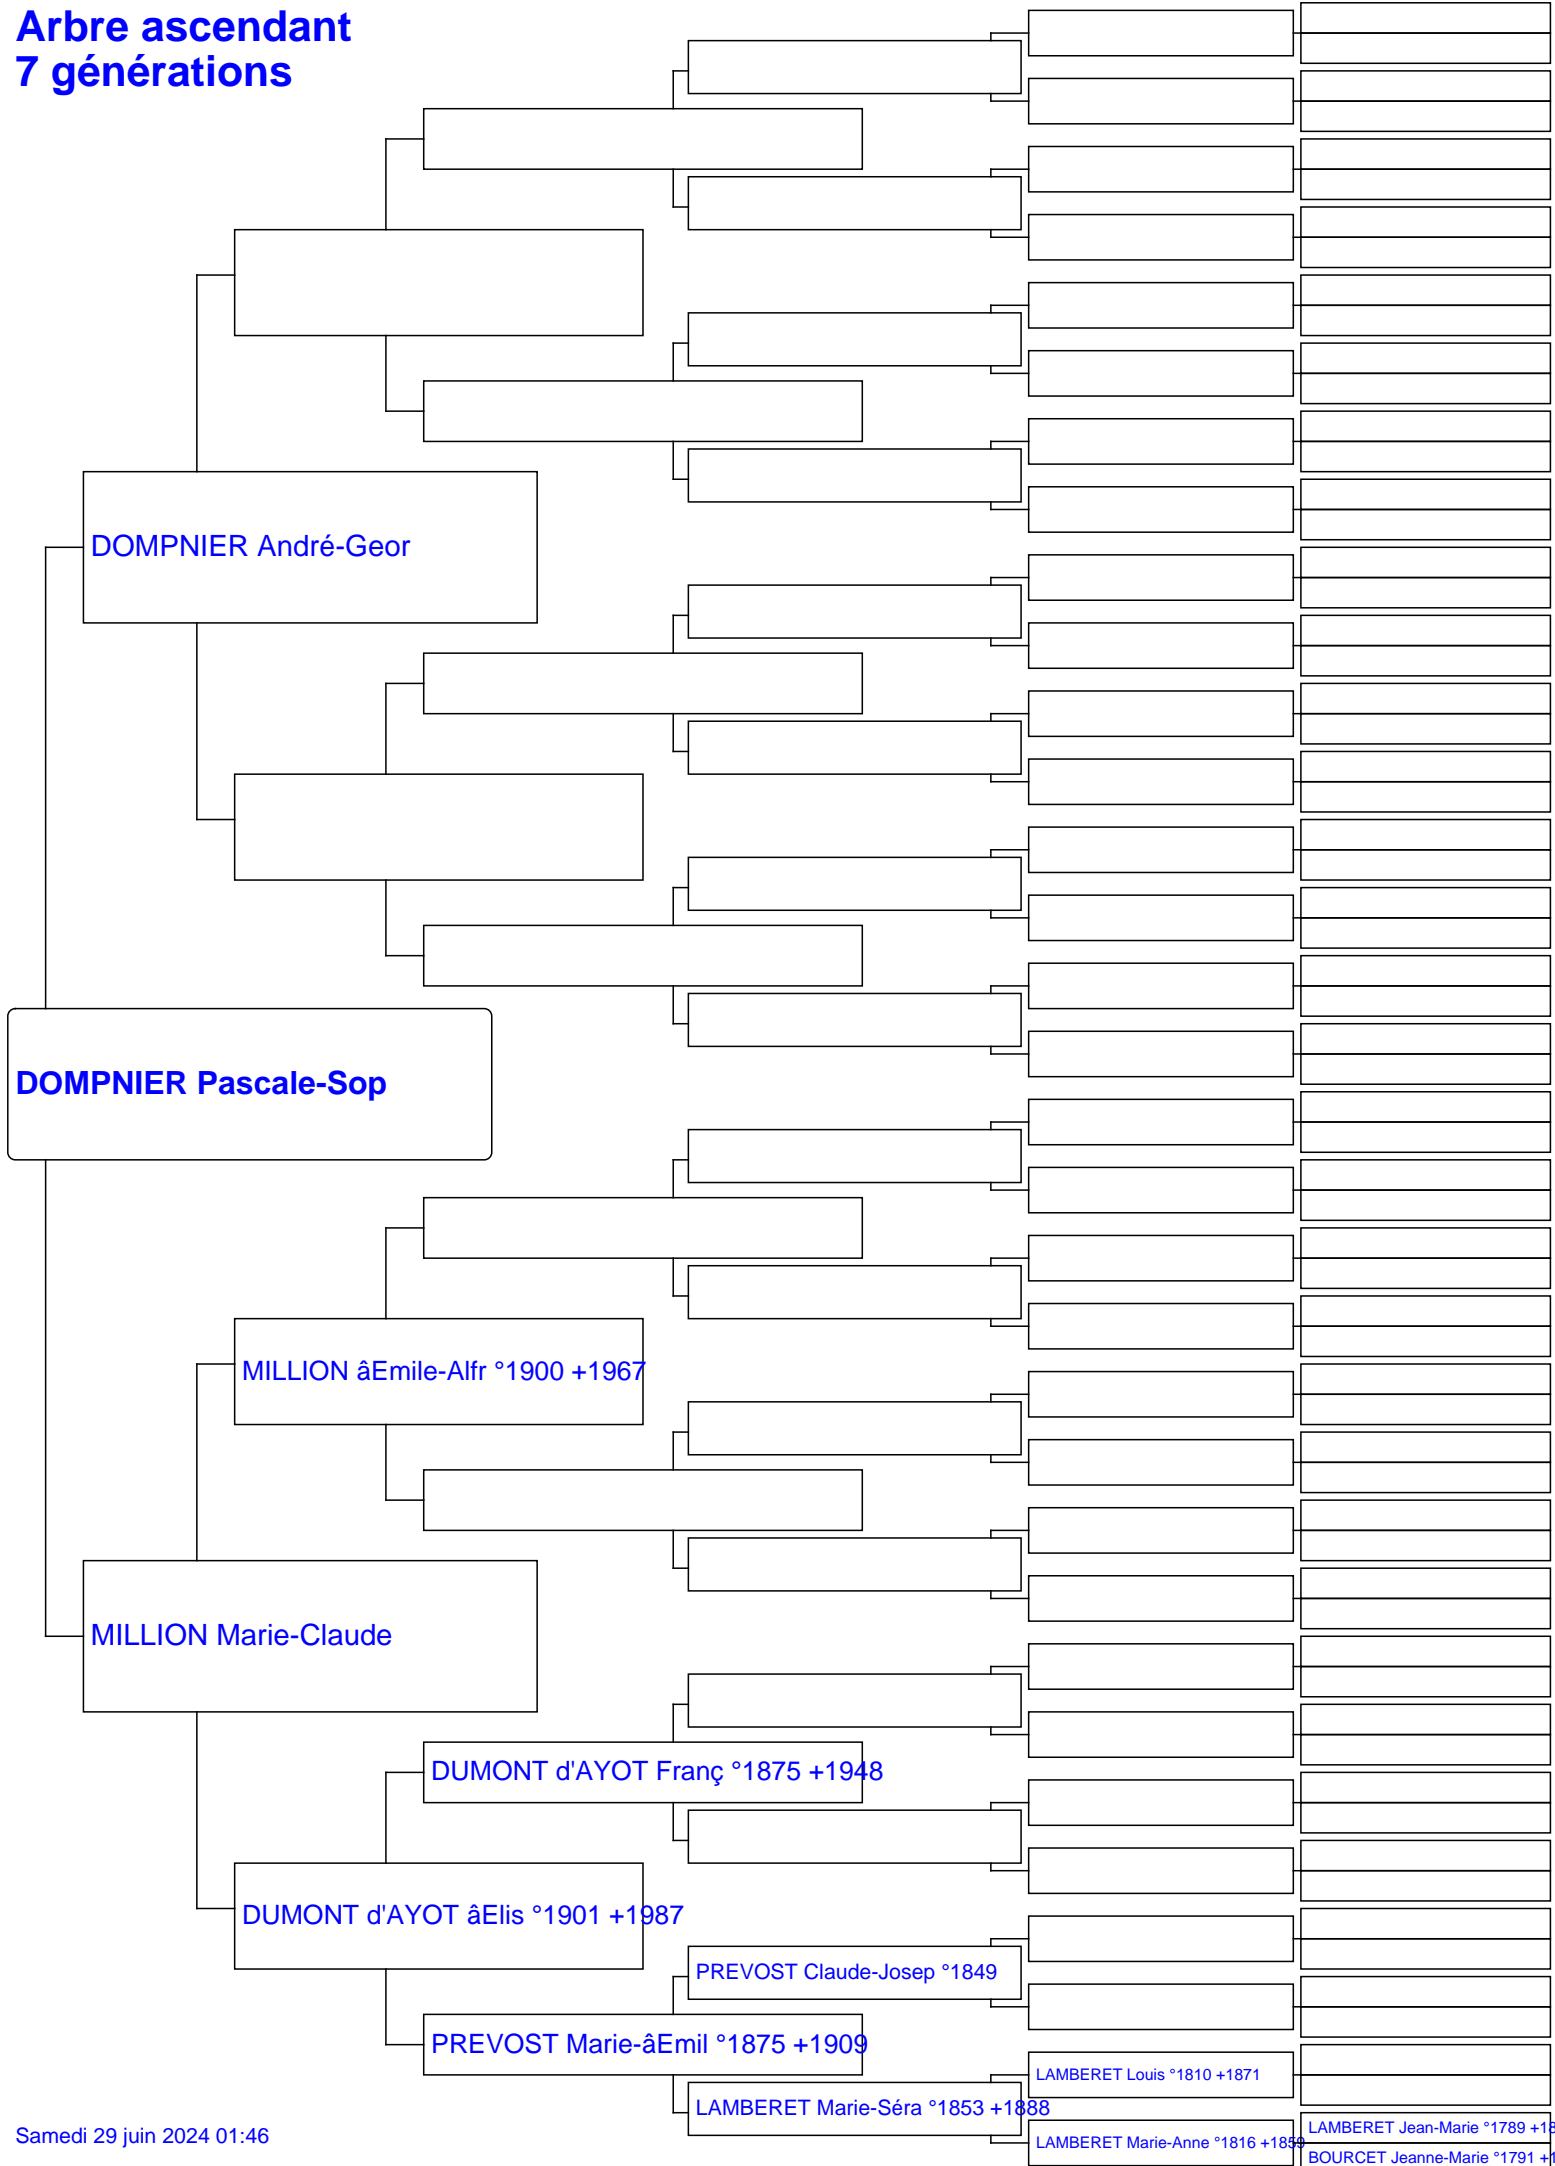 Arbre ascendant
7 générations
DOMPNIER André-Geor
DOMPNIER Pascale-Sop
MILLION âEmile-Alfr °1900 +1967
MILLION Marie-Claude
DUMONT d'AYOT Franç °1875 +1948
DUMONT d'AYOT âElis °1901 +1987
PREVOST Claude-Josep °1849
PREVOST Marie-âEmil °1875 +1909
LAMBERET Louis °1810 +1871
LAMBERET Marie-Séra °1853 +1888
LAMBERET Jean-Marie °1789 +18
LAMBERET Marie-Anne °1816 +1859
BOURCET Jeanne-Marie °1791 +1
Samedi 29 juin 2024 01:46